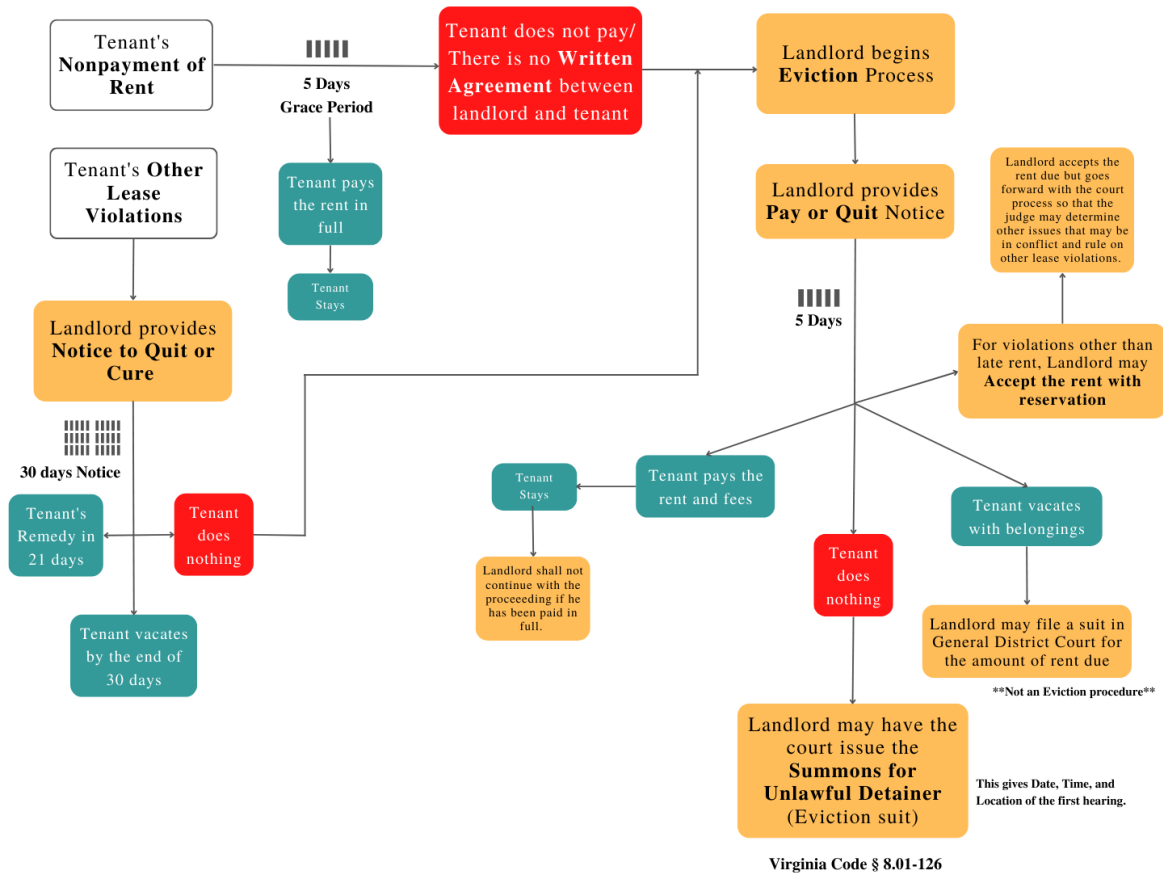 Tenant's
Nonpayment of
Rent
5 Days
Grace Period
Tenant does not pay/
There is no Written
Agreement between
landlord and tenant
Landlord begins
Eviction Process
Tenant's Other
Lease
Violations
Tenant pays
the rent in
full
Tenant
Stays
Landlord provides
Pay or Quit Notice
Landlord accepts the
rent due but goes
forward with the court
process so that the
judge may determine
other issues that may be
in conflict and rule on
other lease violations.
5 Days
Landlord provides
Notice to Quit or
Cure
For violations other than
late rent, Landlord may
Accept the rent with
reservation
30 days Notice
Tenant's
Remedy in
21 days
Tenant
does
nothing
Tenant vacates
by the end of
30 days
Tenant
Stays
Tenant pays the
rent and fees
Landlord shall not
continue with the
proceeeding if he
has been paid in
full.
Tenant
does
nothing
Tenant vacates
with belongings
Landlord may file a suit in
General District Court for
the amount of rent due
**Not an Eviction procedure**
Landlord may have the
court issue the
Summons for
Unlawful Detainer
(Eviction suit)
This gives Date, Time, and
Location of the first hearing.
Virginia Code § 8.01-126